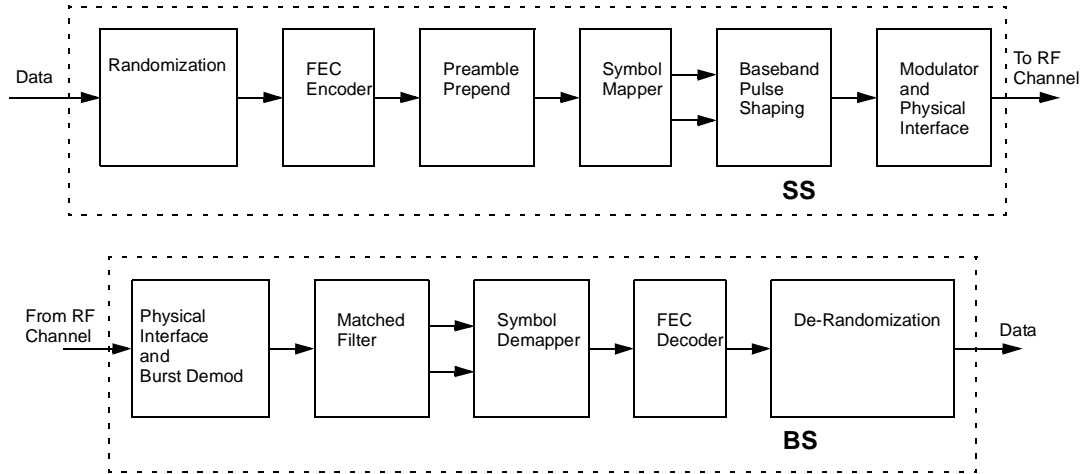 Data
Randomization
FEC
Encoder
Preamble
Prepend
Symbol
Mapper
Baseband
Pulse
Shaping
Modulator
and
Physical
Interface
To RF
Channel
SS
From RF
Channel
Physical
Interface
and
Burst Demod
Matched
Filter
Symbol
Demapper
FEC
Decoder
De-Randomization
Data
BS